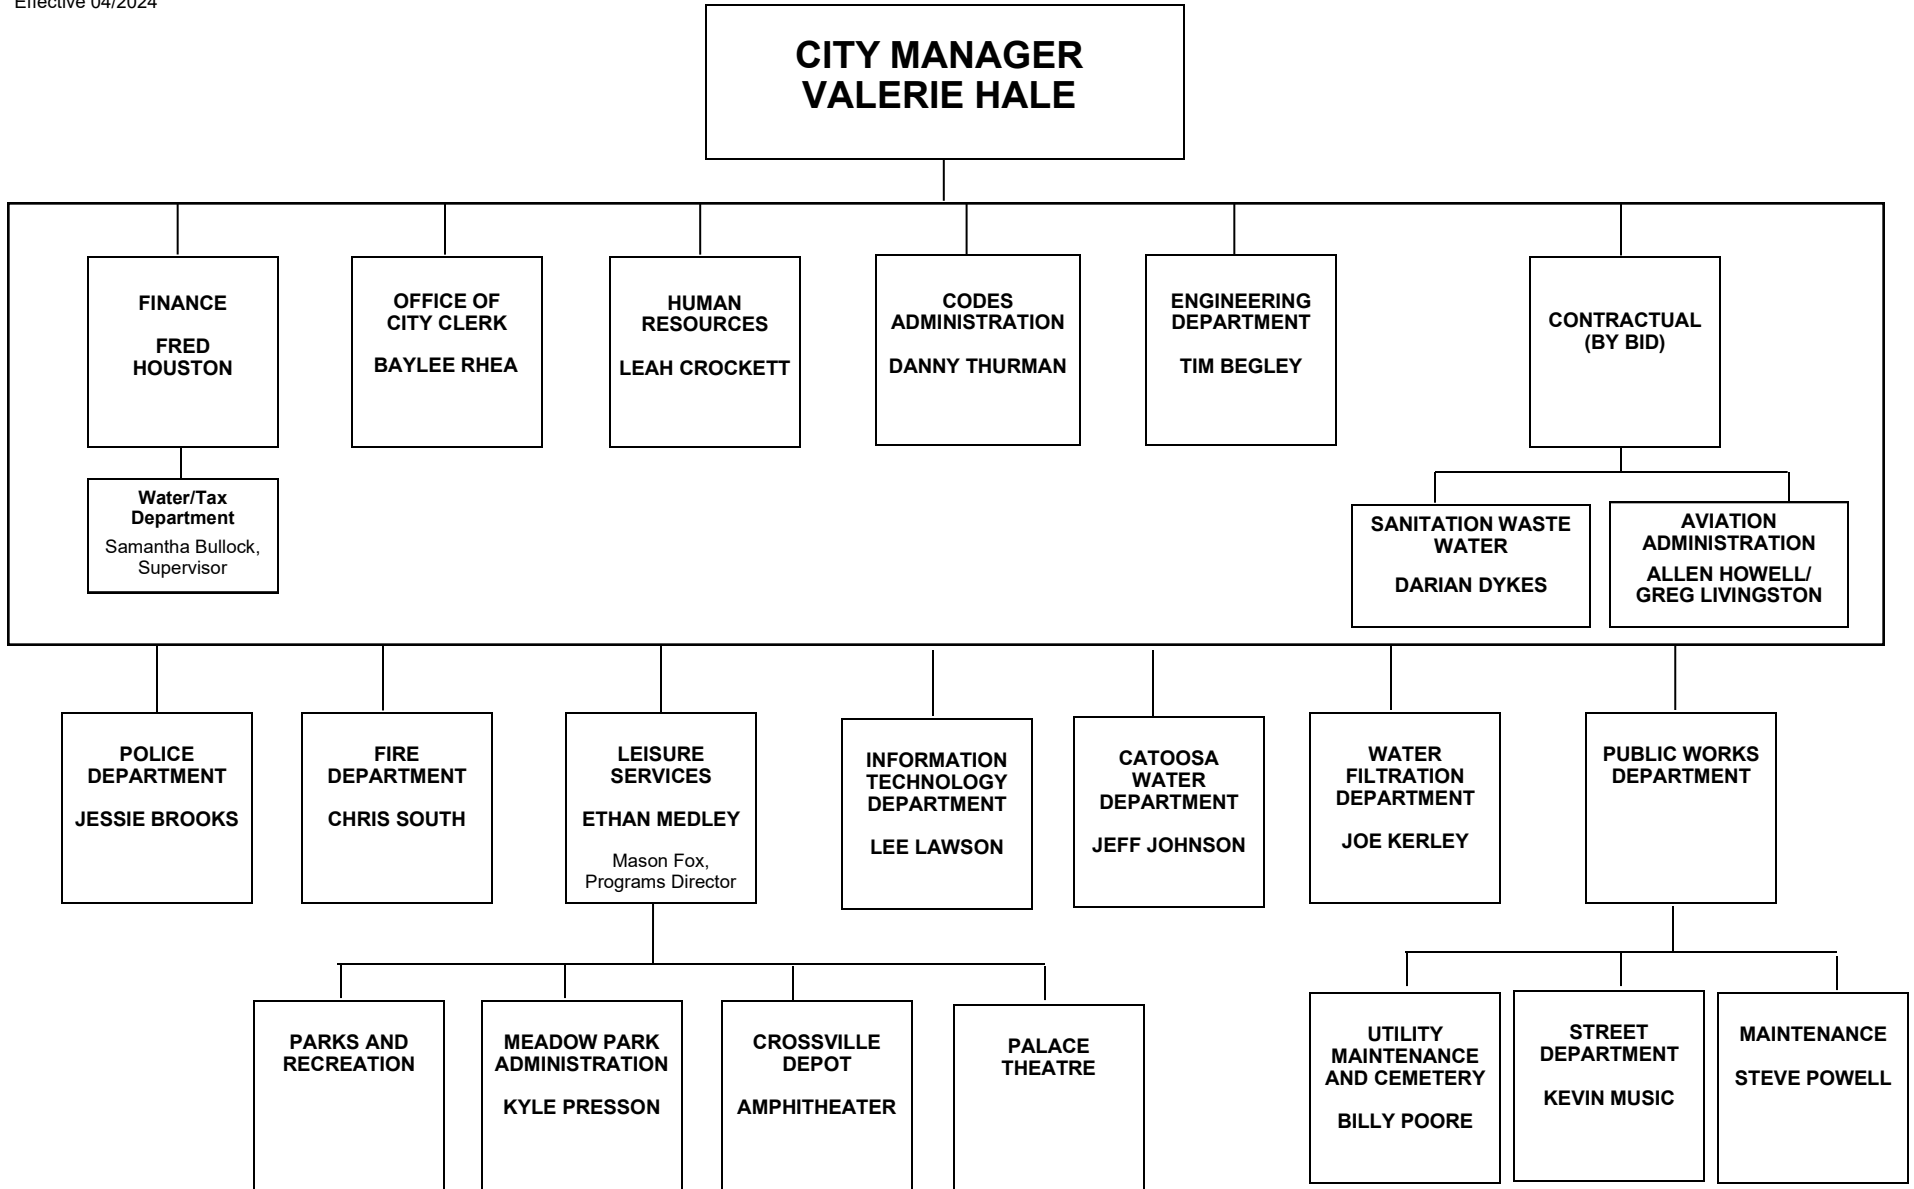 Effective 04/2024
CITY MANAGER
VALERIE HALE
FINANCE
FRED
HOUSTON
OFFICE OF
CITY CLERK
BAYLEE RHEA
HUMAN
RESOURCES
LEAH CROCKETT
CODES
ADMINISTRATION
DANNY THURMAN
ENGINEERING
DEPARTMENT
TIM BEGLEY
CONTRACTUAL
(BY BID)
Water/Tax
Department
Samantha Bullock,
Supervisor
SANITATION WASTE
WATER
DARIAN DYKES
AVIATION
ADMINISTRATION
ALLEN HOWELL/
GREG LIVINGSTON
POLICE
DEPARTMENT
JESSIE BROOKS
FIRE
DEPARTMENT
CHRIS SOUTH
LEISURE
SERVICES
ETHAN MEDLEY
Mason Fox,
Programs Director
INFORMATION
TECHNOLOGY
DEPARTMENT
LEE LAWSON
CATOOSA
WATER
DEPARTMENT
JEFF JOHNSON
WATER
FILTRATION
DEPARTMENT
JOE KERLEY
PUBLIC WORKS
DEPARTMENT
PARKS AND
RECREATION
MEADOW PARK
ADMINISTRATION
KYLE PRESSON
CROSSVILLE
DEPOT
AMPHITHEATER
PALACE
THEATRE
UTILITY
MAINTENANCE
AND CEMETERY
BILLY POORE
STREET
DEPARTMENT
KEVIN MUSIC
MAINTENANCE
STEVE POWELL